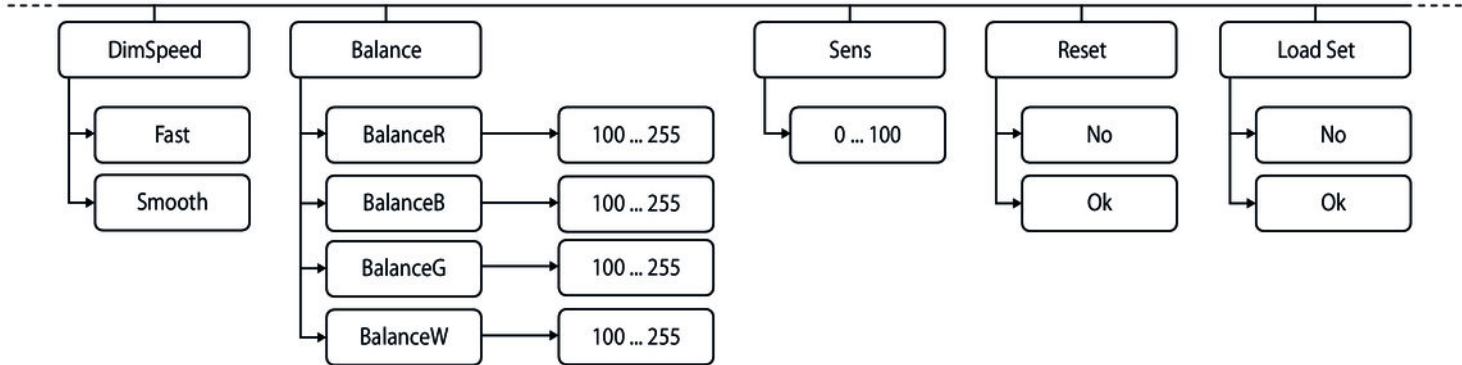 DimSpeed
Fast
Smooth
Balance
BalanceR
100 ... 255
BalanceB
100 ... 255
BalanceG
100 ... 255
BalanceW
100 ... 255
Sens
0 ... 100
Reset
No
Ok
Load Set
No
Ok